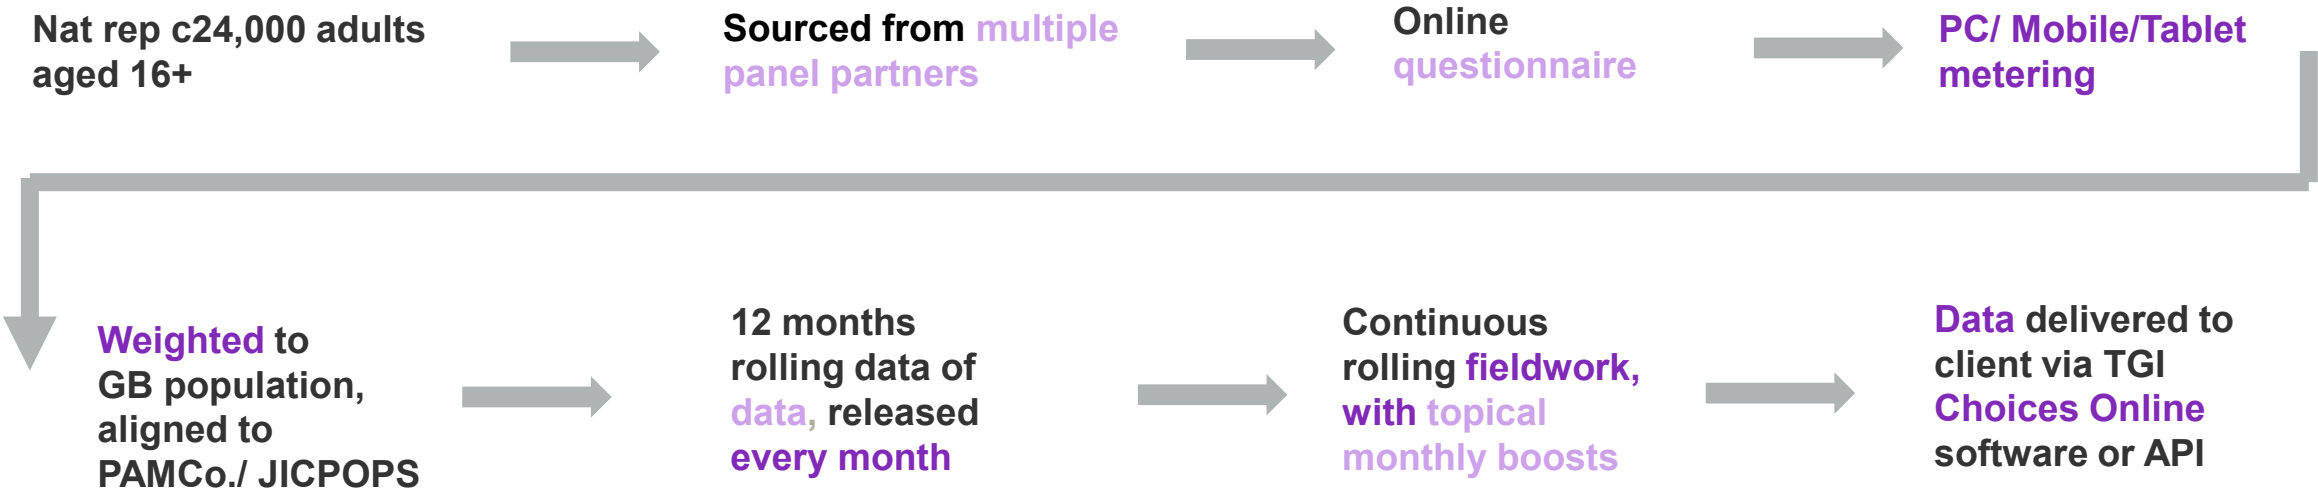 Nat rep c24,000 adults
aged 16+
Sourced from multiple
panel partners
Online
questionnaire
PC/ Mobile/Tablet
metering
Weighted to
GB population,
aligned to
PAMCo./ JICPOPS
12 months
rolling data of
data, released
every month
Continuous
rolling fieldwork,
with topical
monthly boosts
Data delivered to
client via TGI
Choices Online
software or API